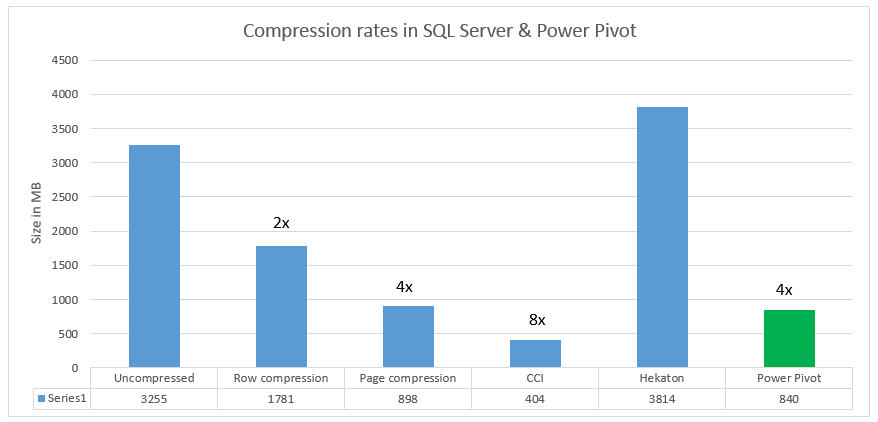 Compression rates in SQL Server & Power Pivot
4500
4000
3500
3000
2500
2000
1500
1000
500
0
Size in MB
2x
4x
8x
4x
Uncompressed Row compression Page compression CCI Hekaton Power Pivot
Series1 3255 1781 898 404 3814 840